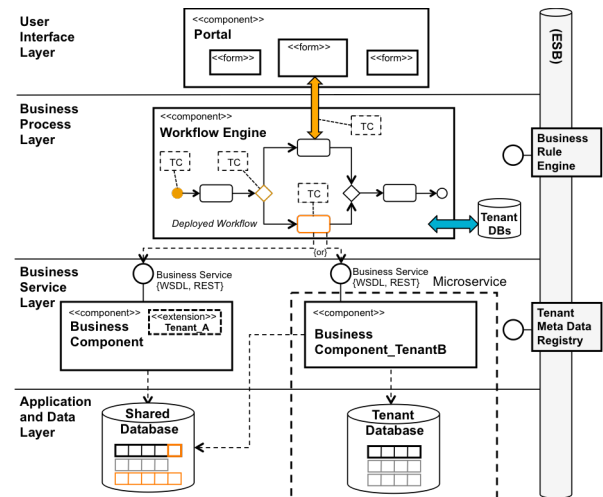 User
Interface
Layer
<<component>>
Portal
<<form>>
<<form>>
<<form>>
(ESB)
Business
Process
Layer
<<component>>
Workflow Engine
TC
TC
TC
TC
Deployed Workflow
{or}
Business
Rule
Engine
Tenant
DBs
Business
Service
Layer
Business Service
{WSDL, REST}
Business Service
{WSDL, REST}
Microservice
<<component>>
Business
Component
<<extension>>
Tenant_A
<<component>>
Business
Component_TenantB
Tenant
Meta Data
Registry
Application
and Data
Layer
Shared
Database
Tenant
Database